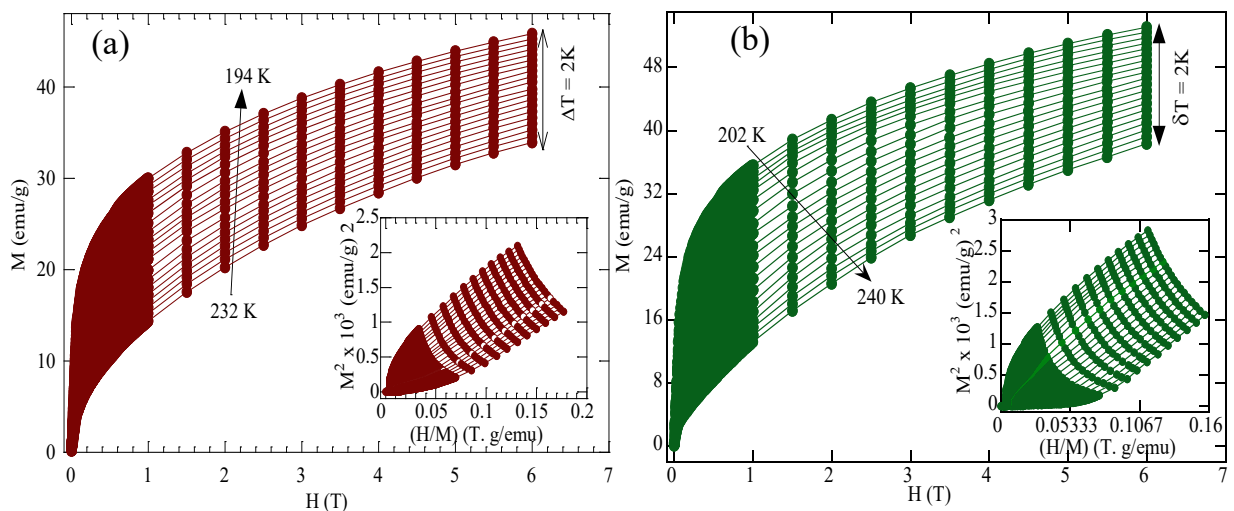 (a)
M (emu/g)
40
30
20
10
0
194 K
232 K
ΔT = 2K
0 1 2 3 4 5 6 7
H (T)
M² x 10³ (emu/g) 2
2.5
2
1.5
1
0.5
0
0 0.05 0.1 0.15 0.2
(H/M) (T. g/emu)
(b)
M (emu/g)
48
40
32
24
16
8
0
202 K
240 K
δT = 2K
0 1 2 3 4 5 6 7
H (T)
M² x 10³ (emu/g) ²
3
2.5
2
1.5
1
0.5
0
0 0.05333 0.1067 0.16
(H/M) (T. g/emu)